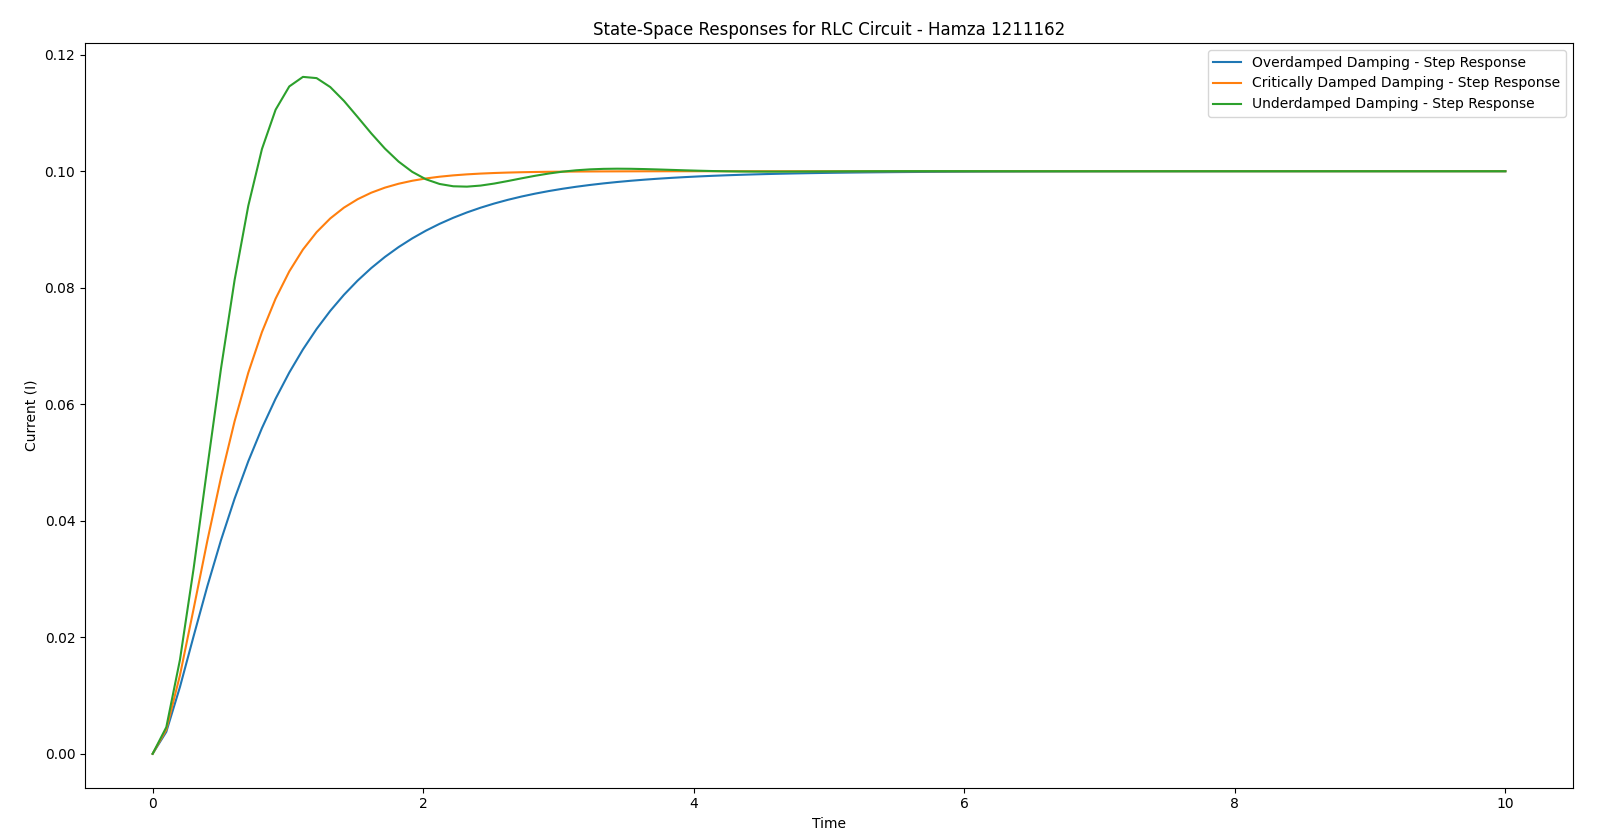 State-Space Responses for RLC Circuit - Hamza 1211162
Overdamped Damping - Step Response
Critically Damped Damping - Step Response
Underdamped Damping - Step Response
Current (I)
0.12
0.10
0.08
0.06
0.04
0.02
0.00
0 2 4 6 8 10
Time